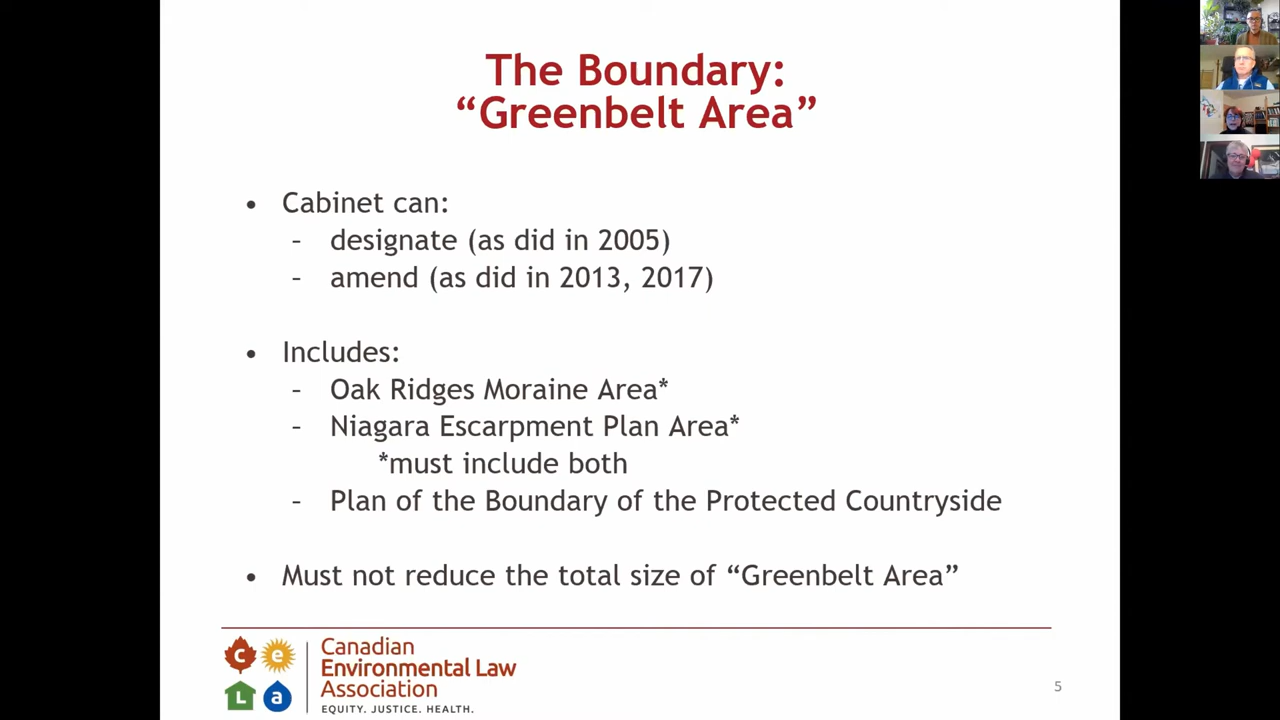 The Boundary:
“Greenbelt Area”
• Cabinet can:
– designate (as did in 2005)
– amend (as did in 2013, 2017)
• Includes:
– Oak Ridges Moraine Area*
– Niagara Escarpment Plan Area*
*must include both
– Plan of the Boundary of the Protected Countryside
• Must not reduce the total size of “Greenbelt Area”
c e
L a
Canadian
Environmental Law
Association
EQUITY. JUSTICE. HEALTH.
5